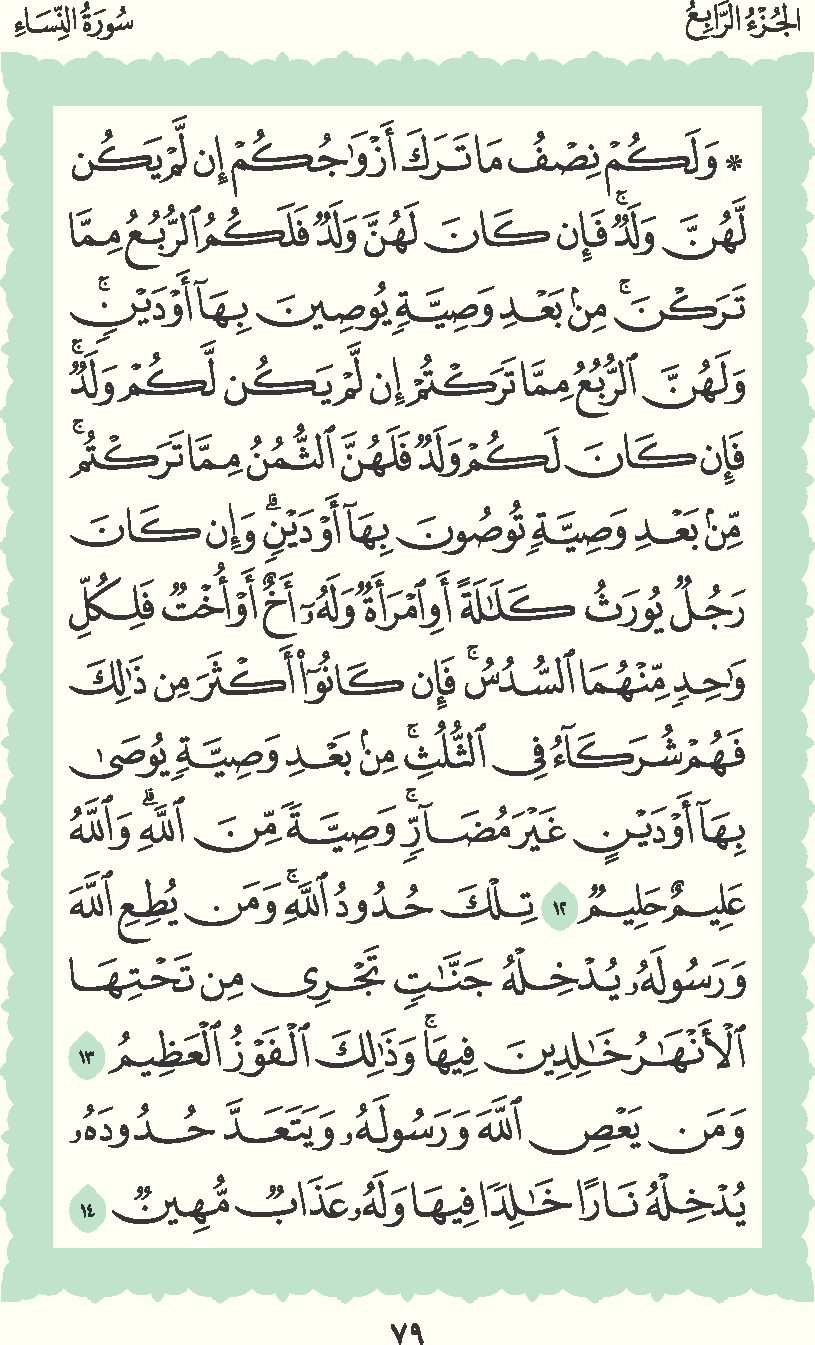 الجُزْءُ الرَّابِعُ
سُورَةُ النِّسَاءِ
* وَلَكُمْ نِصْفُ مَا تَرَكَ أَزْوَٰجُكُمْ إِن لَّمْ يَكُن
لَّهُنَّ وَلَدٌۭ ۚ فَإِن كَانَ لَهُنَّ وَلَدٌۭ فَلَكُمُ ٱلرُّبُعُ مِمَّا
تَرَكْنَ ۚ مِنۢ بَعْدِ وَصِيَّةٍۢ يُوصِينَ بِهَآ أَوْ دَيْنٍۢ ۚ
وَلَهُنَّ ٱلرُّبُعُ مِمَّا تَرَكْتُمْ إِن لَّمْ يَكُن لَّكُمْ وَلَدٌۭ ۚ
فَإِن كَانَ لَكُمْ وَلَدٌۭ فَلَهُنَّ ٱلثُّمُنُ مِمَّا تَرَكْتُم ۚ
مِّنۢ بَعْدِ وَصِيَّةٍۢ تُوصُونَ بِهَآ أَوْ دَيْنٍۢ ۗ وَإِن كَانَ
رَجُلٌۭ يُورَثُ كَلَـٰلَةً أَوِ ٱمْرَأَةٌۭ وَلَهُۥٓ أَخٌ أَوْ أُخْتٌۭ فَلِكُلِّ
وَٰحِدٍۢ مِّنْهُمَا ٱلسُّدُسُ ۚ فَإِن كَانُوٓا۟ أَكْثَرَ مِن ذَٰلِكَ
فَهُمْ شُرَكَآءُ فِى ٱلثُّلُثِ ۚ مِنۢ بَعْدِ وَصِيَّةٍۢ يُوصَىٰ
بِهَآ أَوْ دَيْنٍ غَيْرَ مُضَآرٍّۢ ۚ وَصِيَّةًۭ مِّنَ ٱللَّهِ ۗ وَٱللَّهُ
عَلِيمٌ حَلِيمٌۭ ١٢ تِلْكَ حُدُودُ ٱللَّهِ ۚ وَمَن يُطِعِ ٱللَّهَ
وَرَسُولَهُۥ يُدْخِلْهُ جَنَّـٰتٍۢ تَجْرِى مِن تَحْتِهَا
ٱلْأَنْهَـٰرُ خَـٰلِدِينَ فِيهَا ۚ وَذَٰلِكَ ٱلْفَوْزُ ٱلْعَظِيمُ ١٣
وَمَن يَعْصِ ٱللَّهَ وَرَسُولَهُۥ وَيَتَعَدَّ حُدُودَهُۥ
يُدْخِلْهُ نَارًا خَـٰلِدًۭا فِيهَا وَلَهُۥ عَذَابٌۭ مُّهِينٌۭ ١٤
٧٩